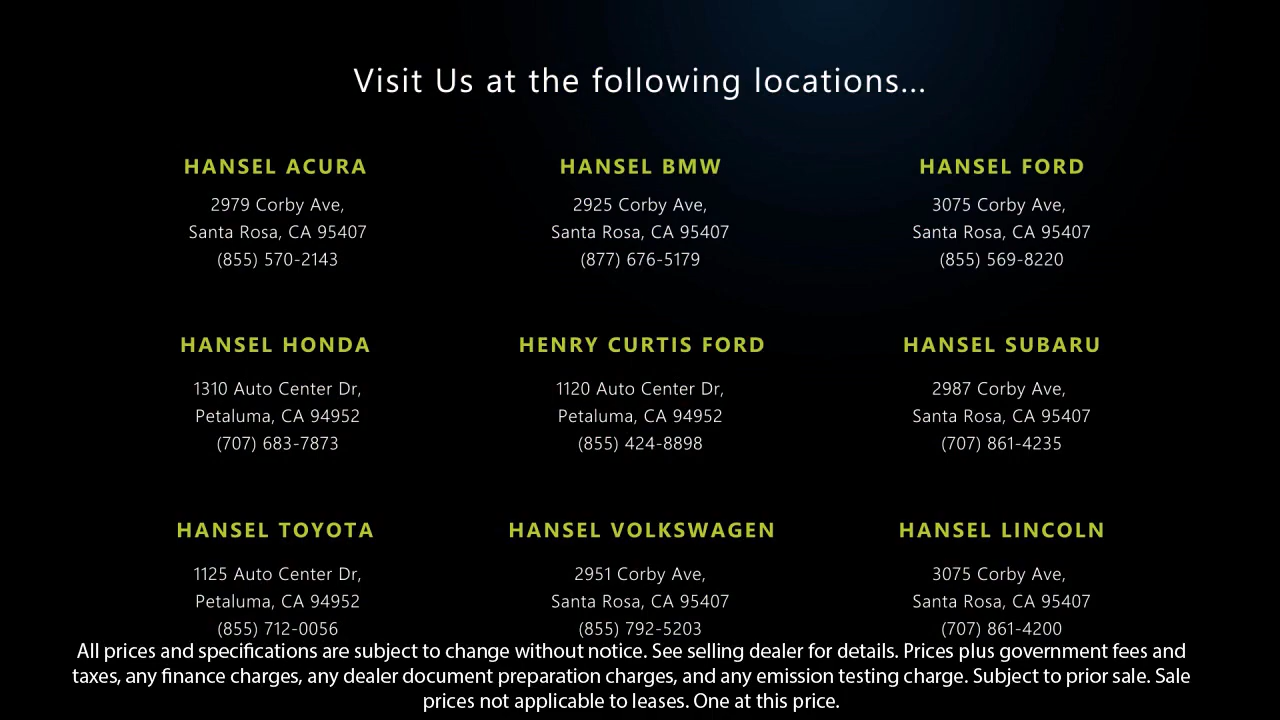 Visit Us at the following locations...
HANSEL ACURA
2979 Corby Ave,
Santa Rosa, CA 95407
(855) 570-2143
HANSEL BMW
2925 Corby Ave,
Santa Rosa, CA 95407
(877) 676-5179
HANSEL FORD
3075 Corby Ave,
Santa Rosa, CA 95407
(855) 569-8220
HANSEL HONDA
1310 Auto Center Dr,
Petaluma, CA 94952
(707) 683-7873
HENRY CURTIS FORD
1120 Auto Center Dr,
Petaluma, CA 94952
(855) 424-8898
HANSEL SUBARU
2987 Corby Ave,
Santa Rosa, CA 95407
(707) 861-4235
HANSEL TOYOTA
1125 Auto Center Dr,
Petaluma, CA 94952
(855) 712-0056
HANSEL VOLKSWAGEN
2951 Corby Ave,
Santa Rosa, CA 95407
(855) 792-5203
HANSEL LINCOLN
3075 Corby Ave,
Santa Rosa, CA 95407
(707) 861-4200
All prices and specifications are subject to change without notice. See selling dealer for details. Prices plus government fees and
taxes, any finance charges, any dealer document preparation charges, and any emission testing charge. Subject to prior sale. Sale
prices not applicable to leases. One at this price.